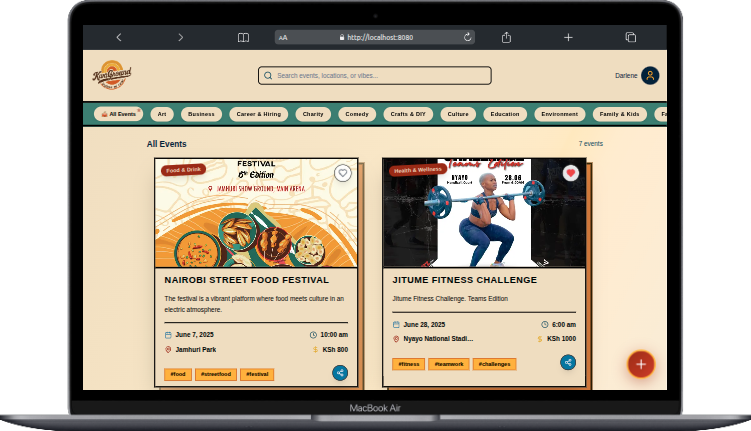 AA
http://localhost:8080
Search events, locations, or vibes...
Darlene
All Events
Art
Business
Career & Hiring
Charity
Comedy
Crafts & DIY
Culture
Education
Environment
Family & Kids
All Events
7 events
Food & Drink
FESTIVAL
6th Edition
JAMHURI SHOW GROUND, MAIN ARENA
NAIROBI STREET FOOD FESTIVAL
The festival is a vibrant platform where food meets culture in an
electric atmosphere.
June 7, 2025
10:00 am
Jamhuri Park
$ KSh 800
#food
#streetfood
#festival
Health & Wellness
Teams Edition
NYAYO
28.06
JITUME FITNESS CHALLENGE
Jitume Fitness Challenge. Teams Edition
June 28, 2025
6:00 am
Nyayo National Stadi...
$ KSh 1000
#fitness
#teamwork
#challenges
MacBook Air